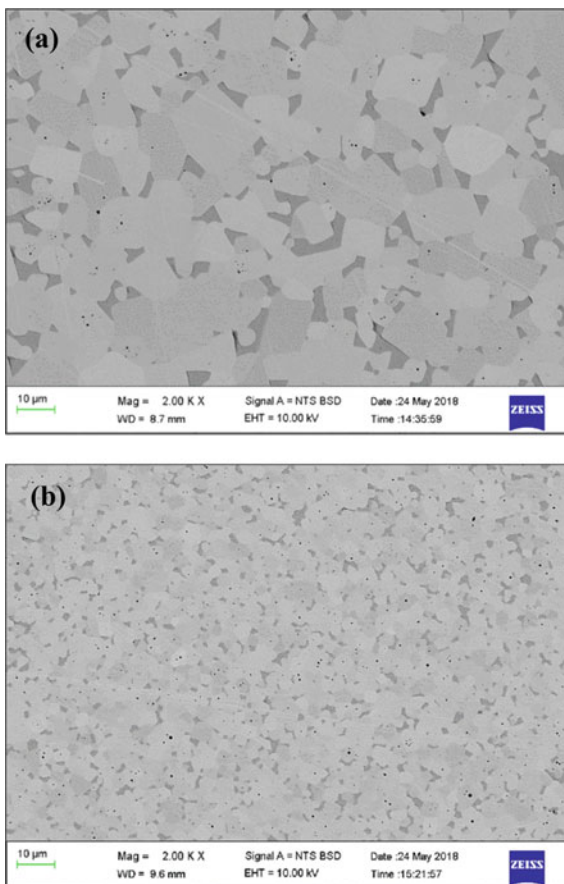 (a)
10 µm
Mag = 2.00 K X
Signal A = NTS BSD
Date :24 May 2018
WD = 8.7 mm
EHT = 10.00 kV
Time :14:35:59
ZEISS
(b)
10 µm
Mag = 2.00 K X
Signal A = NTS BSD
Date :24 May 2018
WD = 9.6 mm
EHT = 10.00 kV
Time :15:21:57
ZEISS